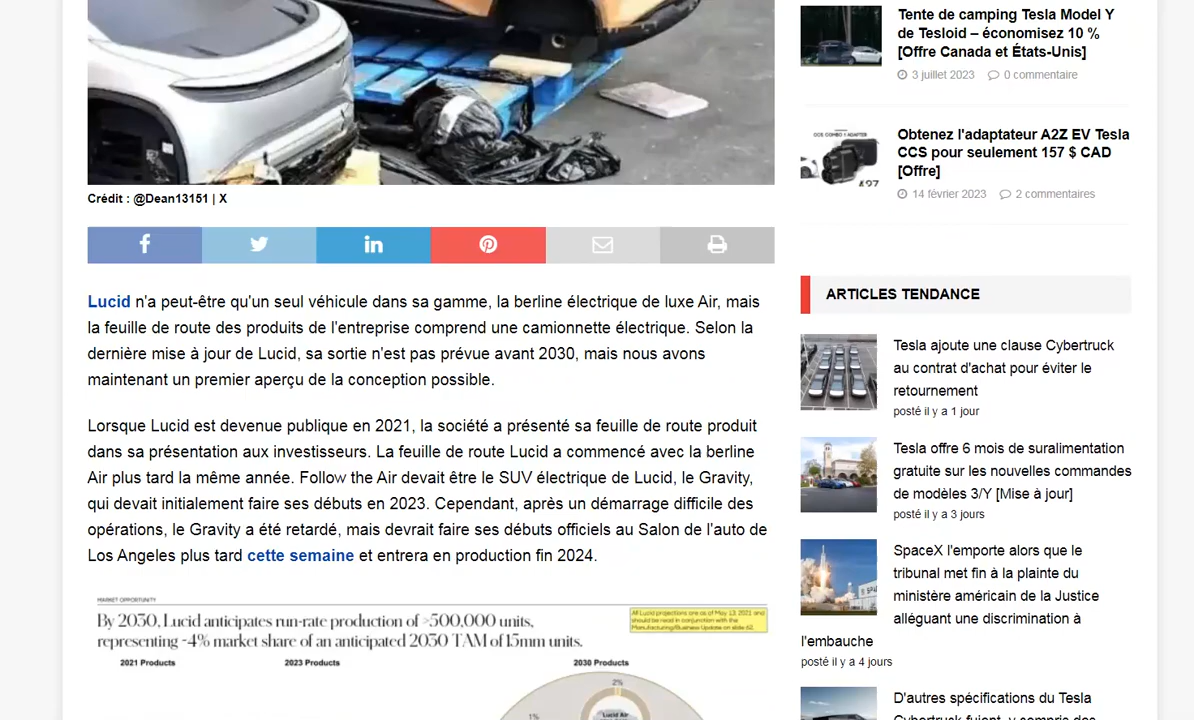 Crédit : @Dean13151 | X
Lucid n'a peut-être qu'un seul véhicule dans sa gamme, la berline électrique de luxe Air, mais
la feuille de route des produits de l'entreprise comprend une camionnette électrique. Selon la
dernière mise à jour de Lucid, sa sortie n'est pas prévue avant 2030, mais nous avons
maintenant un premier aperçu de la conception possible.
Lorsque Lucid est devenue publique en 2021, la société a présenté sa feuille de route produit
dans sa présentation aux investisseurs. La feuille de route Lucid a commencé avec la berline
Air plus tard la même année. Follow the Air devait être le SUV électrique de Lucid, le Gravity,
qui devait initialement faire ses débuts en 2023. Cependant, après un démarrage difficile des
opérations, le Gravity a été retardé, mais devrait faire ses débuts officiels au Salon de l'auto de
Los Angeles plus tard cette semaine et entrera en production fin 2024.
MARKET OPPORTUNITY
By 2030, Lucid anticipates run-rate production of >500,000 units,
representing ~4% market share of an anticipated 2030 TAM of 15mm units.
All Lucid projections are as of May 13, 2021 and
should be read in conjunction with the
Manufacturing/Business Update on slide 62.
2021 Products
2023 Products
2030 Products
2%
Lucid Air
1%
Tente de camping Tesla Model Y
de Tesloid – économisez 10 %
[Offre Canada et États-Unis]
3 juillet 2023 0 commentaire
CCS COMBO 1 ADAPTER
Obtenez l'adaptateur A2Z EV Tesla
CCS pour seulement 157 $ CAD
[Offre]
14 février 2023 2 commentaires
ARTICLES TENDANCE
Tesla ajoute une clause Cybertruck
au contrat d'achat pour éviter le
retournement
posté il y a 1 jour
Tesla offre 6 mois de suralimentation
gratuite sur les nouvelles commandes
de modèles 3/Y [Mise à jour]
posté il y a 3 jours
SpaceX l'emporte alors que le
tribunal met fin à la plainte du
ministère américain de la Justice
alléguant une discrimination à
l'embauche
posté il y a 4 jours
D'autres spécifications du Tesla
Cybertruck fuient, y compris des